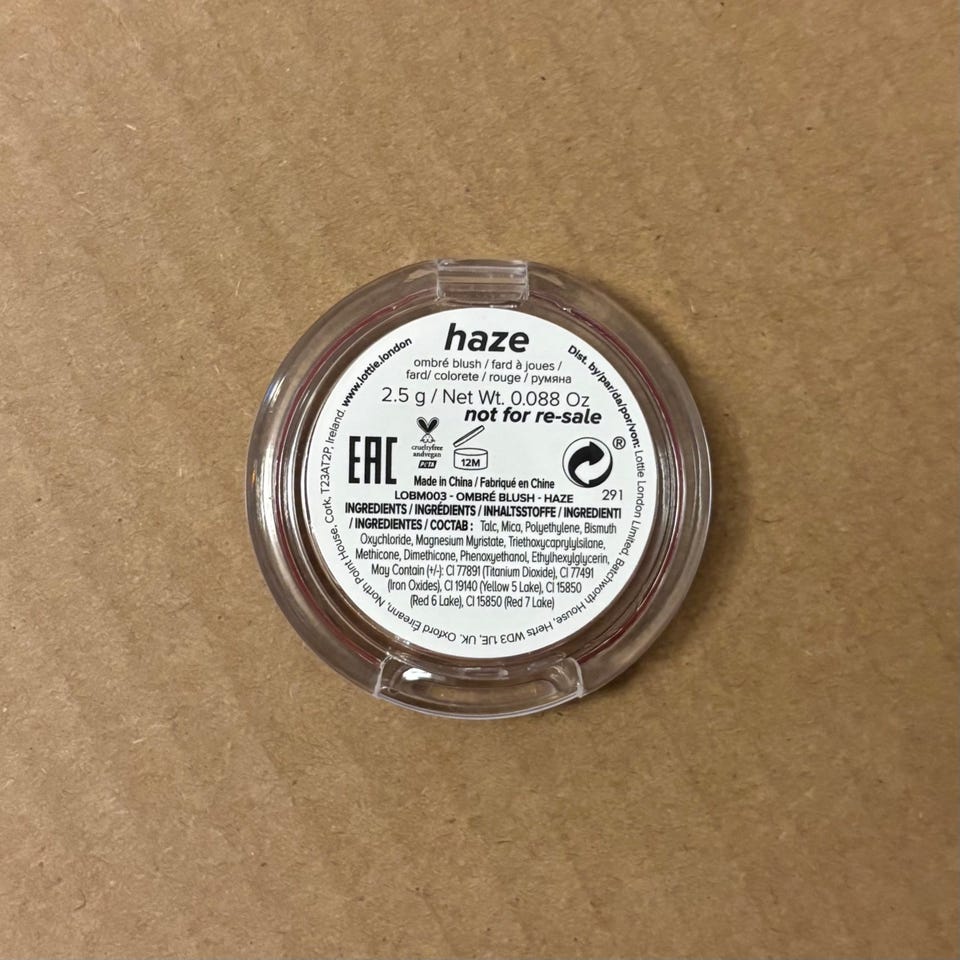 haze
ombré blush / fard à joues /
fard/ colorete / rouge / румяна
2.5 g / Net Wt. 0.088 Oz
not for re-sale
EAC
crueltyfree
andvegan
PETA
12M
®
291
Made in China / Fabriqué en Chine
LOBM003 - OMBRÉ BLUSH - HAZE
INGREDIENTS / INGRÉDIENTS / INHALTSSTOFFE / INGREDIENTI
/ INGREDIENTES / СОСТАВ : Talc, Mica, Polyethylene, Bismuth
Oxychloride, Magnesium Myristate, Triethoxycaprylylsilane,
Methicone, Dimethicone, Phenoxyethanol, Ethylhexylglycerin,
May Contain (+/-): CI 77891 (Titanium Dioxide), CI 77491
(Iron Oxides), CI 19140 (Yellow 5 Lake), CI 15850
(Red 6 Lake), CI 15850 (Red 7 Lake)
Dist. by/par/da/por/von: Lottie London Limited, Batchworth House, Herts WD3 1JE, UK. Oxford Éireann, North Point House, Cork, T23AT2P, Ireland. www.lottie.london